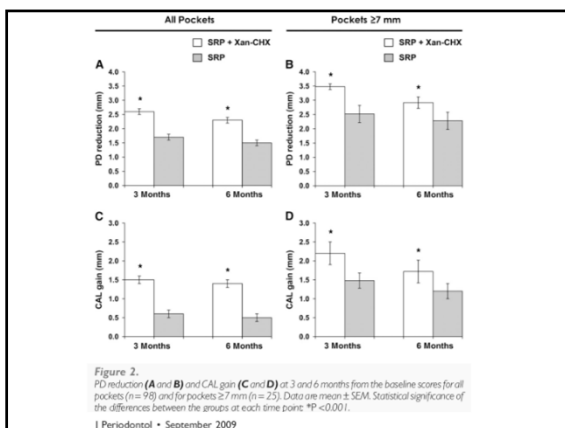 All Pockets
Pockets ≥7 mm
SRP + Xan-CHX
SRP
SRP + Xan-CHX
SRP
A
PD reduction (mm)
4.0
3.5
3.0
2.5
2.0
1.5
1.0
0.5
0.0
*
*
3 Months
6 Months
B
PD reduction (mm)
4.0
3.5
3.0
2.5
2.0
1.5
1.0
0.5
0.0
*
*
3 Months
6 Months
C
CAL gain (mm)
3.0
2.5
2.0
1.5
1.0
0.5
0.0
*
*
3 Months
6 Months
D
CAL gain (mm)
3.0
2.5
2.0
1.5
1.0
0.5
0.0
*
*
3 Months
6 Months
Figure 2.
PD reduction (A and B) and CAL gain (C and D) at 3 and 6 months from the baseline scores for all
pockets (n = 98) and for pockets ≥7 mm (n = 25). Data are mean ± SEM. Statistical significance of
the differences between the groups at each time point: *P <0.001.
J Periodontol • September 2009